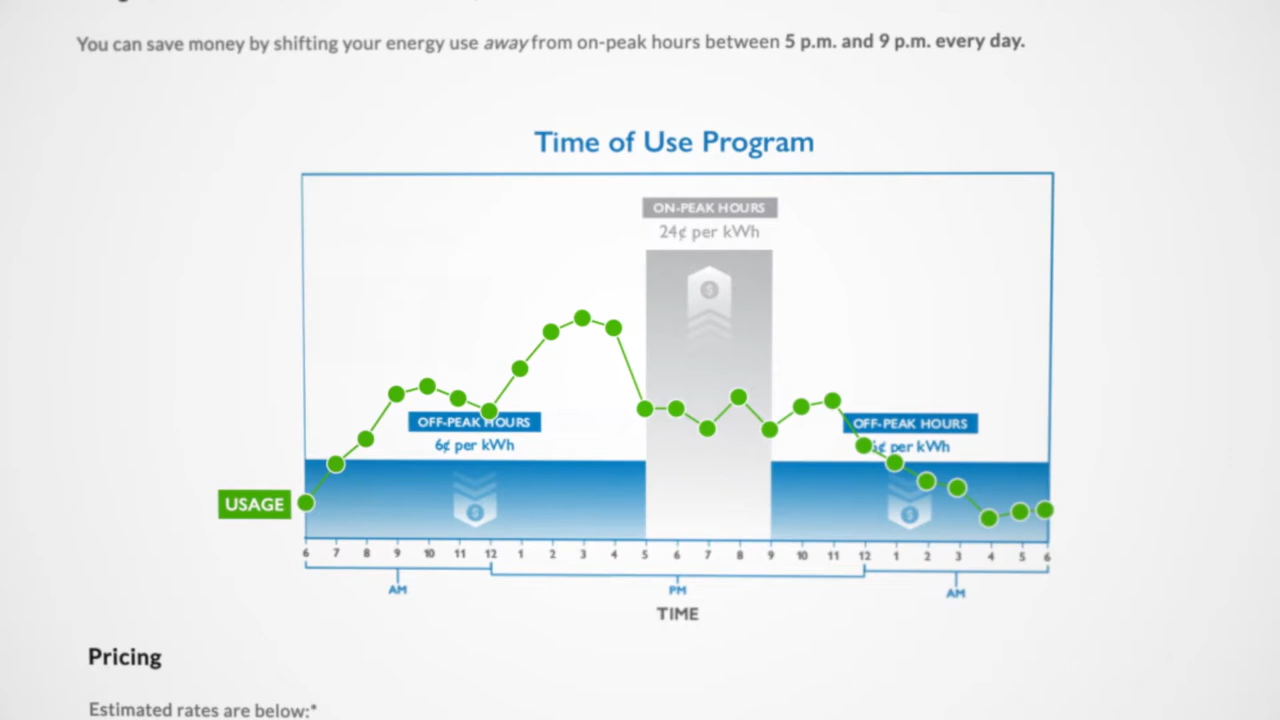 You can save money by shifting your energy use away from on-peak hours between 5 p.m. and 9 p.m. every day.
Time of Use Program
ON-PEAK HOURS
24¢ per kWh
OFF-PEAK HOURS
6¢ per kWh
OFF-PEAK HOURS
per kWh
USAGE
6 7 8 9 10 11 12 1 2 3 4 5 6 7 8 9 10 11 12 1 2 3 4 5 6
AM PM AM
TIME
Pricing
Estimated rates are below:*